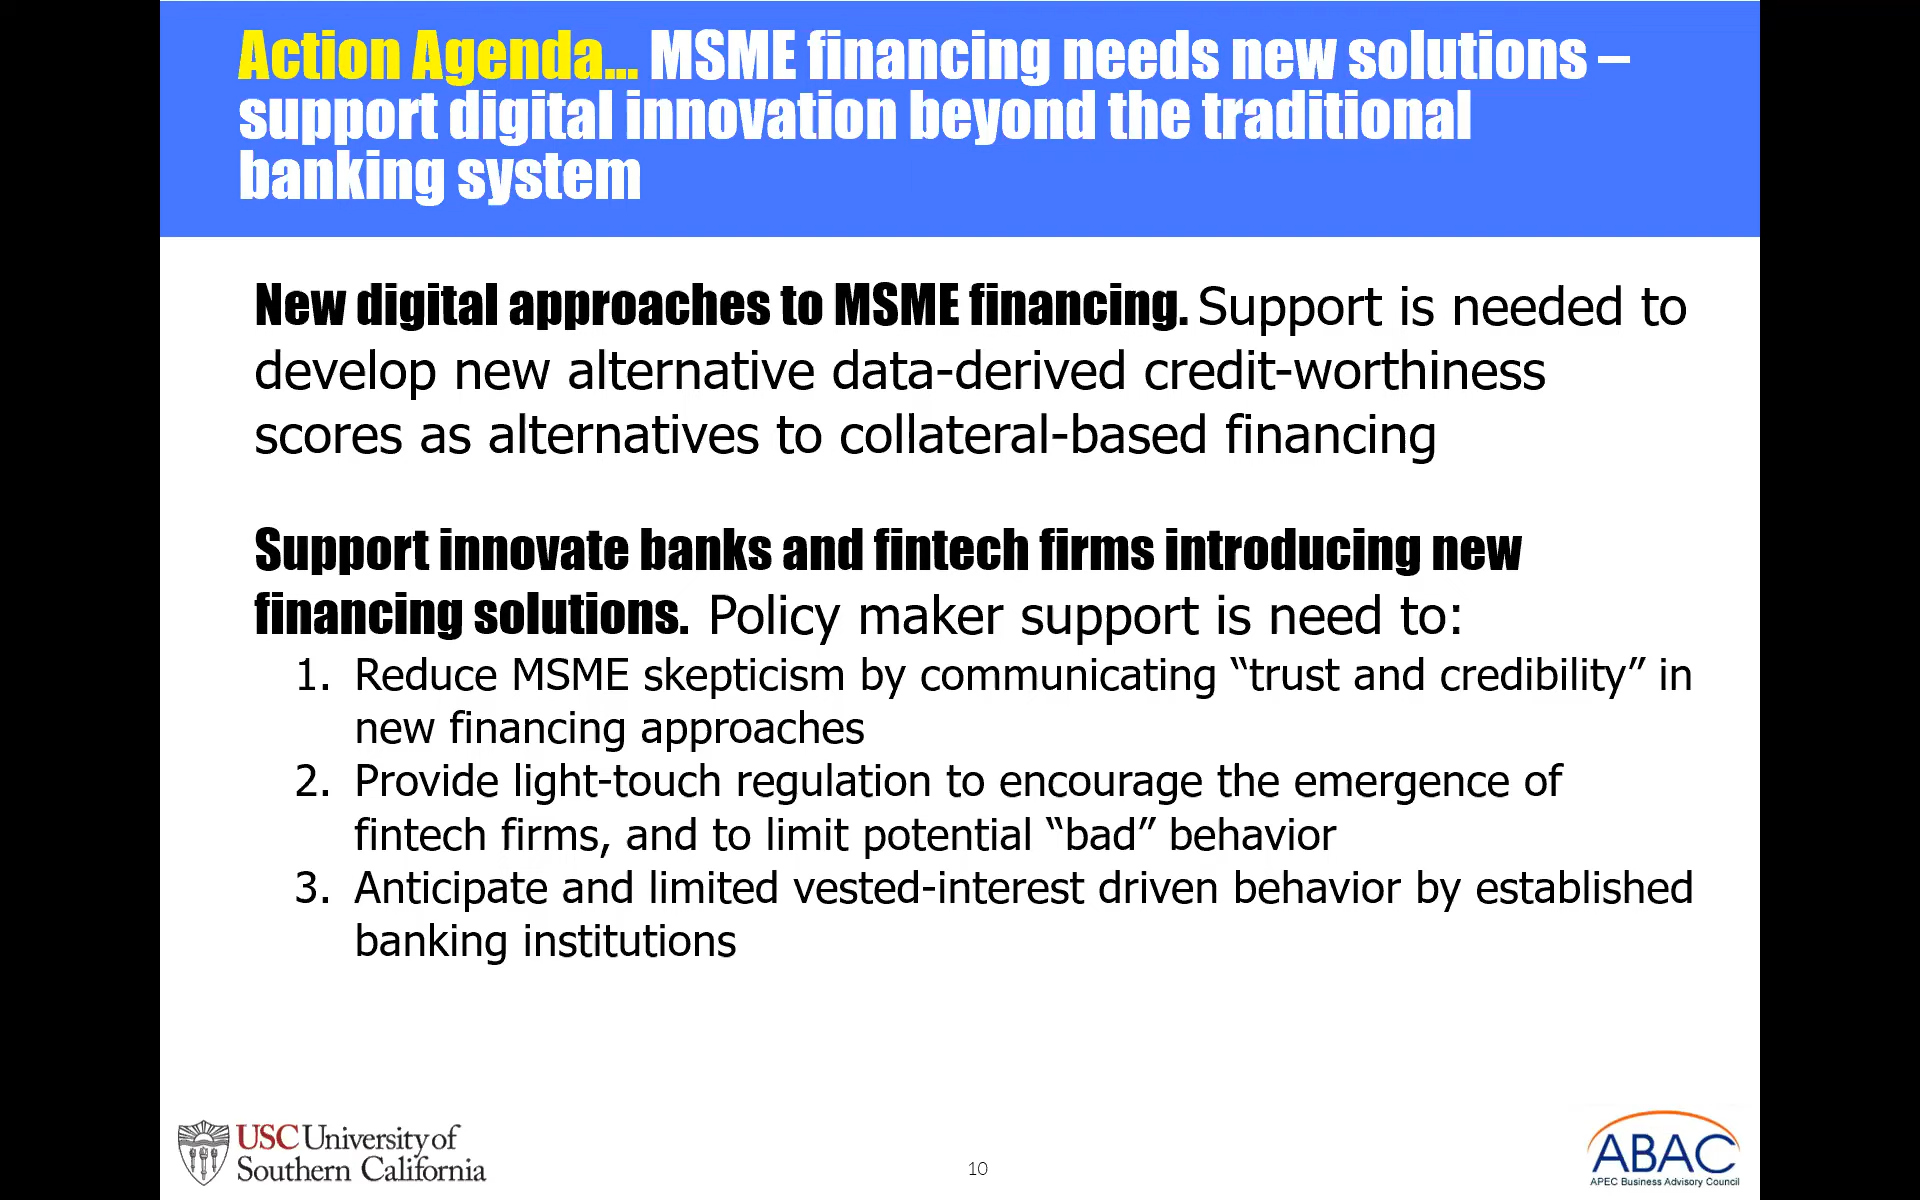 Action Agenda... MSME financing needs new solutions –
support digital innovation beyond the traditional
banking system
New digital approaches to MSME financing. Support is needed to
develop new alternative data-derived credit-worthiness
scores as alternatives to collateral-based financing
Support innovate banks and fintech firms introducing new
financing solutions. Policy maker support is need to:
1. Reduce MSME skepticism by communicating “trust and credibility” in
new financing approaches
2. Provide light-touch regulation to encourage the emergence of
fintech firms, and to limit potential “bad” behavior
3. Anticipate and limited vested-interest driven behavior by established
banking institutions
USC University of
Southern California
10
ABAC
APEC Business Advisory Council